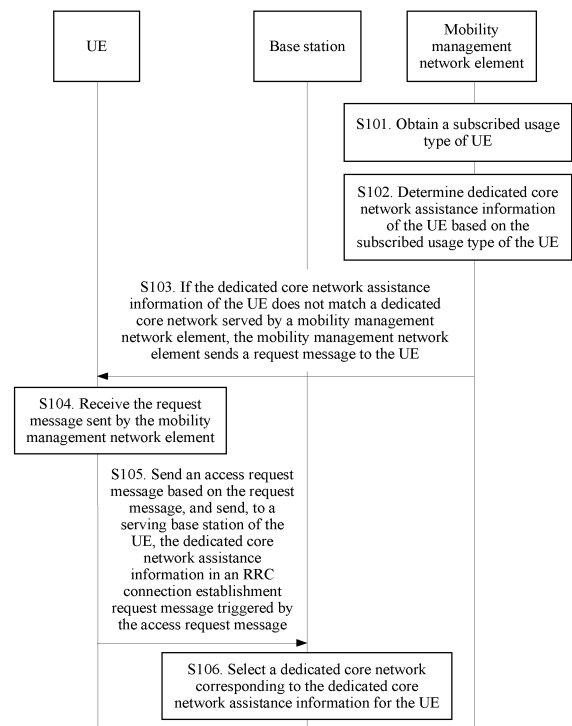 UE
Base station
Mobility
management
network element
S101. Obtain a subscribed usage
type of UE
S102. Determine dedicated core
network assistance information
of the UE based on the
subscribed usage type of the UE
S103. If the dedicated core network assistance
information of the UE does not match a dedicated
core network served by a mobility management
network element, the mobility management network
element sends a request message to the UE
S104. Receive the request
message sent by the mobility
management network element
S105. Send an access request
message based on the request
message, and send, to a
serving base station of the
UE, the dedicated core
network assistance
information in an RRC
connection establishment
request message triggered by
the access request message
S106. Select a dedicated core network
corresponding to the dedicated core
network assistance information for the UE